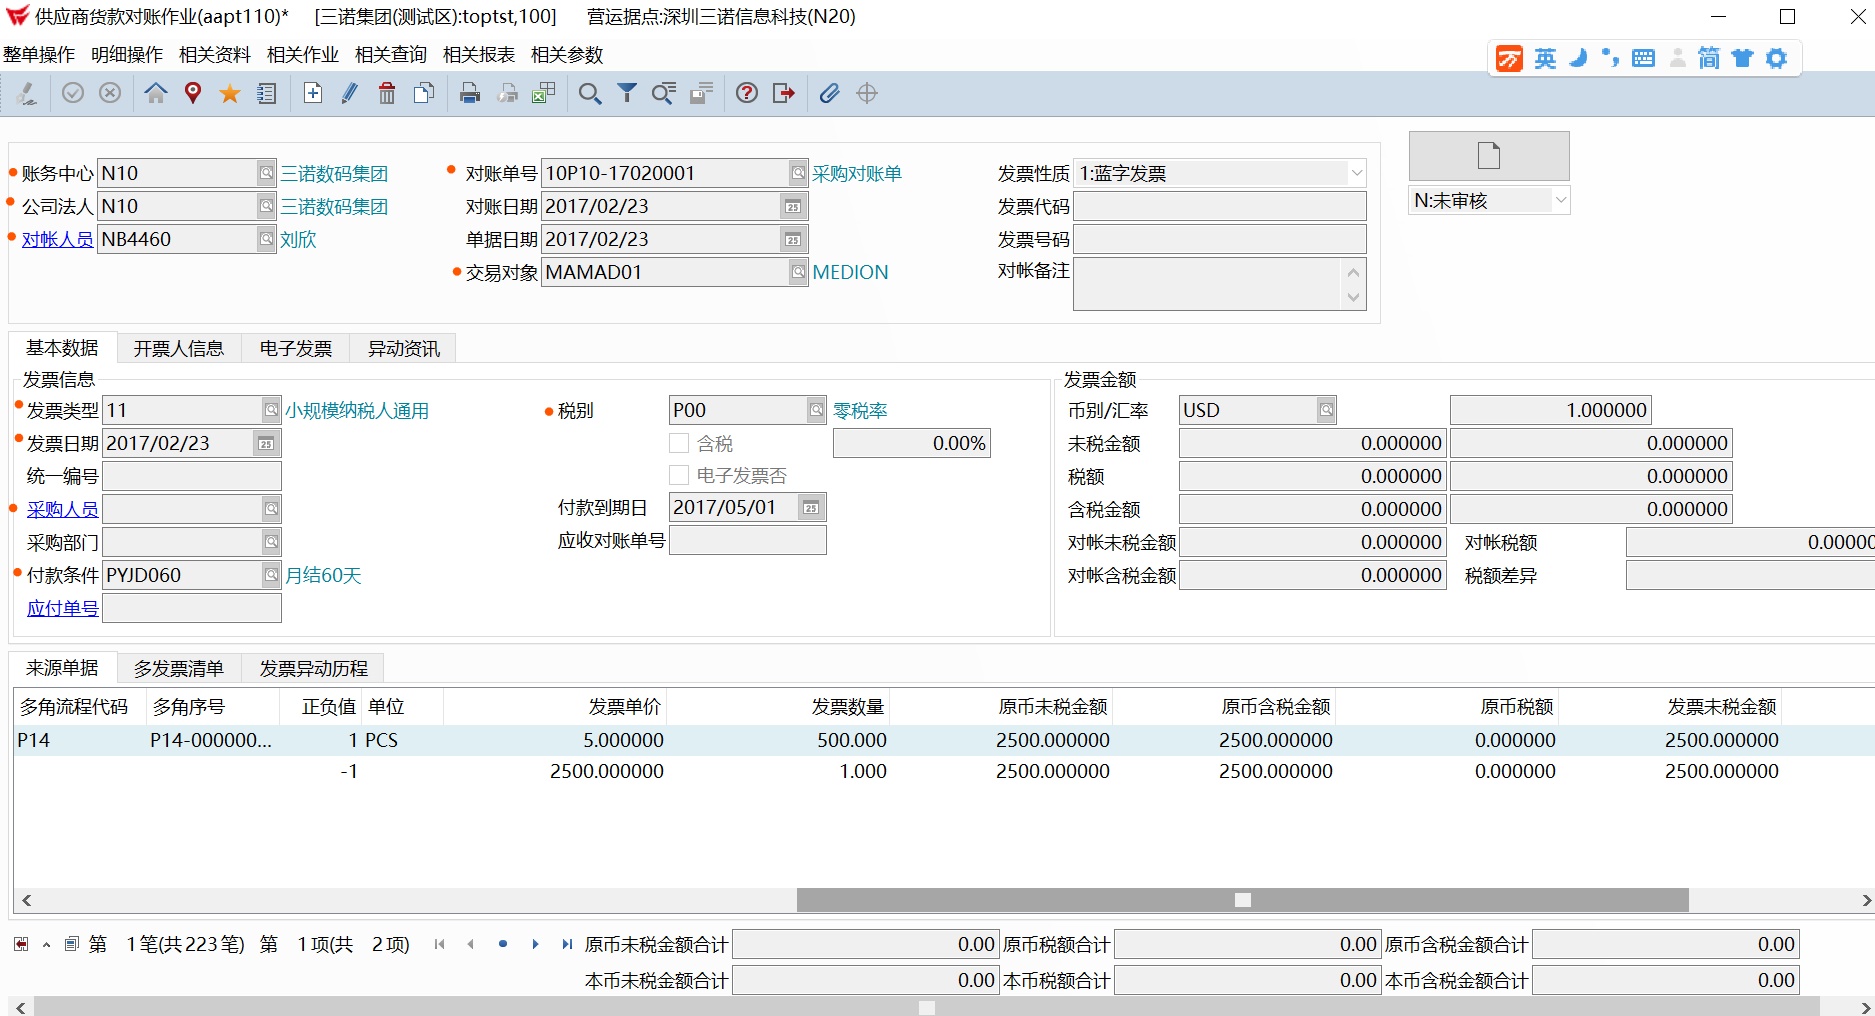 供应商货款对账作业(aapt110)* [三诺集团(测试区):toptst,100] 营运据点:深圳三诺信息科技(N20)
整单操作 明细操作 相关资料 相关作业 相关查询 相关报表 相关参数
英 简
账务中心 N10 三诺数码集团 对账单号 10P10-17020001 采购对账单 发票性质 1:蓝字发票
N:未审核
公司法人 N10 三诺数码集团 对账日期 2017/02/23 发票代码
对帐人员 NB4460 刘欣 单据日期 2017/02/23 发票号码
交易对象 MAMAD01 MEDION 对帐备注
基本数据 开票人信息 电子发票 异动资讯
发票信息 发票金额
发票类型 11 小规模纳税人通用 税别 P00 零税率 币别/汇率 USD 1.000000
发票日期 2017/02/23 含税 0.00% 未税金额 0.000000 0.000000
统一编号 电子发票否 税额 0.000000 0.000000
采购人员 付款到期日 2017/05/01 含税金额 0.000000 0.000000
采购部门 应收对账单号 对帐未税金额 0.000000 对帐税额 0.00000
付款条件 PYJD060 月结60天 对帐含税金额 0.000000 税额差异
应付单号
来源单据 多发票清单 发票异动历程
多角流程代码 多角序号 正负值 单位 发票单价 发票数量 原币未税金额 原币含税金额 原币税额 发票未税金额
P14 P14-000000... 1 PCS 5.000000 500.000 2500.000000 2500.000000 0.000000 2500.000000
-1 2500.000000 1.000 2500.000000 2500.000000 0.000000 2500.000000
第 1笔(共223笔) 第 1项(共 2项) 原币未税金额合计 0.00 原币税额合计 0.00 原币含税金额合计 0.00
本币未税金额合计 0.00 本币税额合计 0.00 本币含税金额合计 0.00